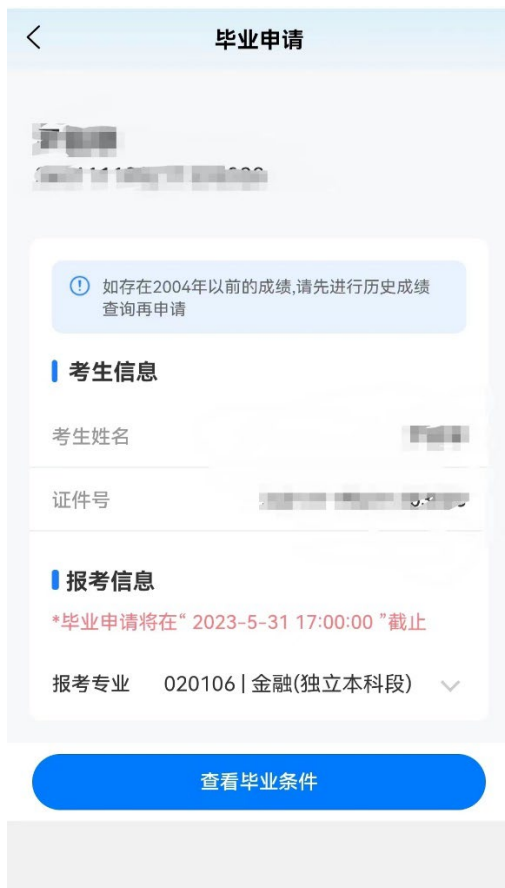 毕业申请
如存在2004年以前的成绩,请先进行历史成绩
查询再申请
考生信息
考生姓名
证件号
报考信息
*毕业申请将在“ 2023-5-31 17:00:00 ”截止
报考专业 020106 | 金融(独立本科段)
查看毕业条件